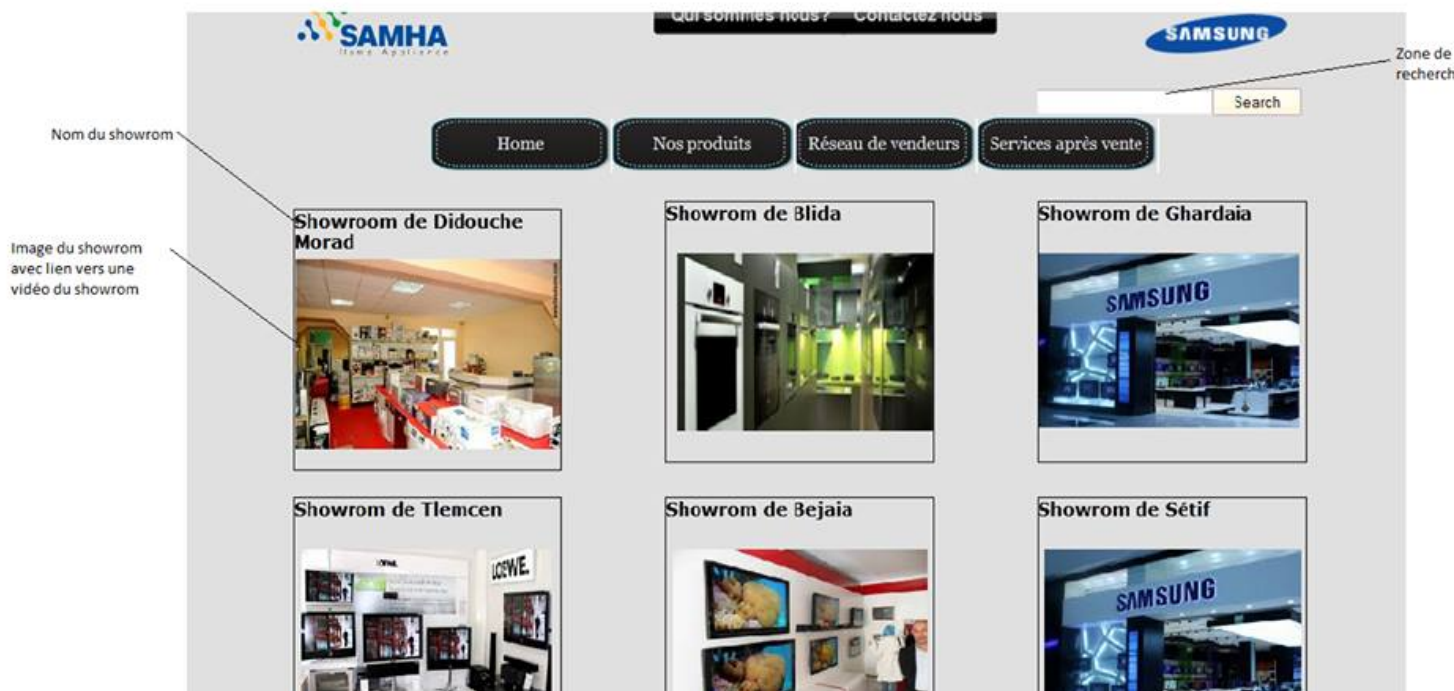 Qui sommes nous? Contactez nous
SAMHA
Home Appliance
SAMSUNG
Zone de
recherch
Search
Nom du showrom
Home
Nos produits
Réseau de vendeurs
Services après vente
Showroom de Didouche
Morad
Showrom de Blida
Showrom de Ghardaia
Image du showrom
avec lien vers une
vidéo du showrom
SAMSUNG
Showrom de Tlemcen
Showrom de Bejaia
Showrom de Sétif
LOEWE.
SAMSUNG